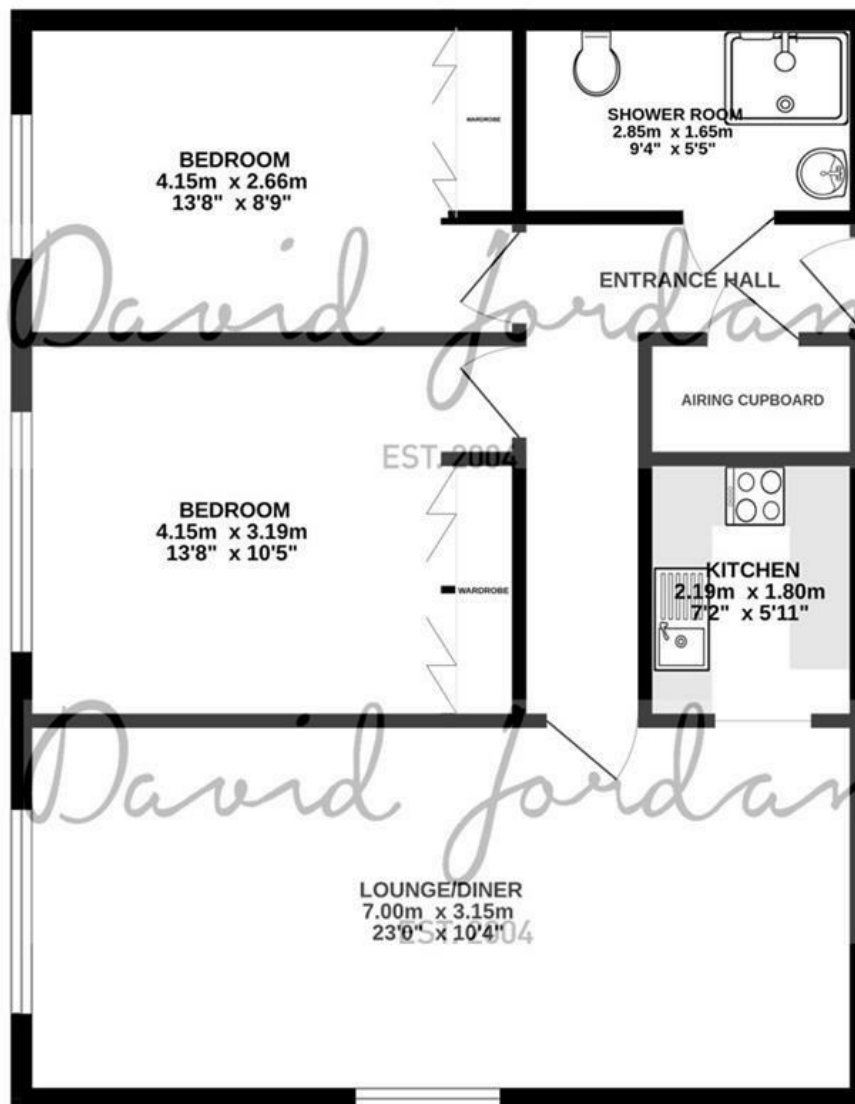 SHOWER ROOM
2.85m x 1.65m
9'4" x 5'5"
WARDROBE
BEDROOM
4.15m x 2.66m
13'8" x 8'9"
ENTRANCE HALL
David Jordan
EST. 2004
AIRING CUPBOARD
BEDROOM
4.15m x 3.19m
13'8" x 10'5"
WARDROBE
KITCHEN
2.19m x 1.80m
7'2" x 5'11"
David Jordan
EST. 2004
LOUNGE/DINER
7.00m x 3.15m
23'0" x 10'4"